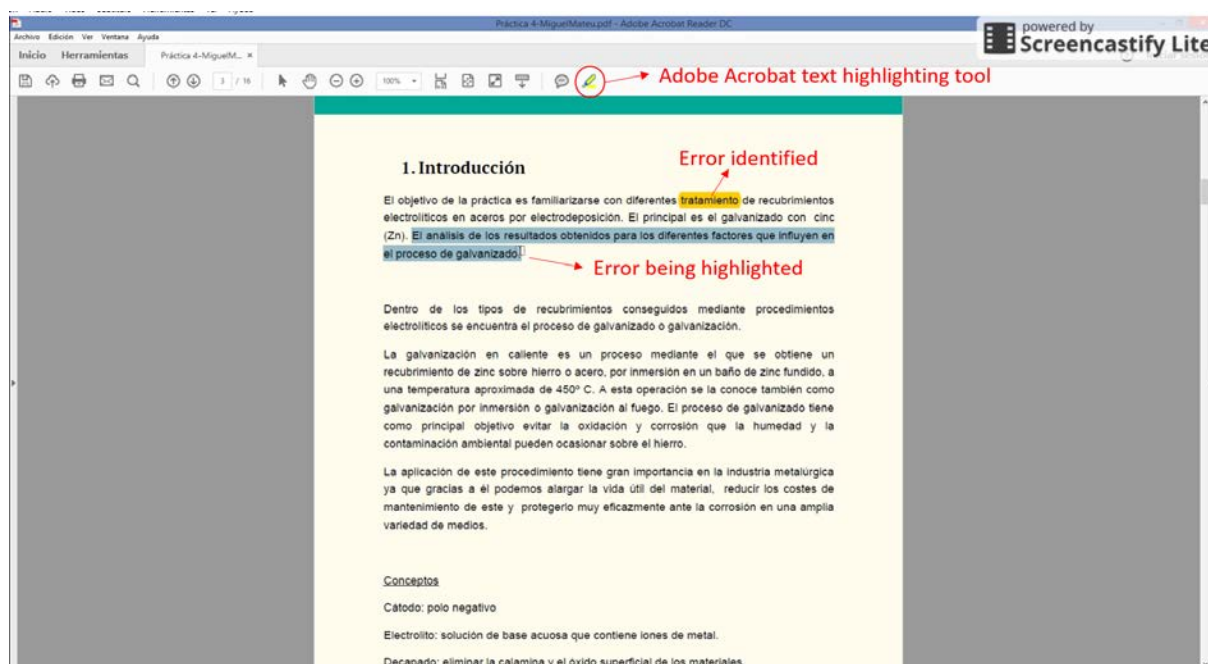 Práctica 4-MiguelMateu.pdf - Adobe Acrobat Reader DC
powered by
Screencastify Lite
Archivo Edición Ver Ventana Ayuda
Inicio Herramientas Práctica 4-MiguelM... ×
3 / 16 100% Adobe Acrobat text highlighting tool
1. Introducción
Error identified
El objetivo de la práctica es familiarizarse con diferentes tratamiento de recubrimientos
electrolíticos en aceros por electrodeposición. El principal es el galvanizado con cinc
(Zn). El análisis de los resultados obtenidos para los diferentes factores que influyen en
el proceso de galvanizado.
Error being highlighted
Dentro de los tipos de recubrimientos conseguidos mediante procedimientos
electrolíticos se encuentra el proceso de galvanizado o galvanización.
La galvanización en caliente es un proceso mediante el que se obtiene un
recubrimiento de zinc sobre hierro o acero, por inmersión en un baño de zinc fundido, a
una temperatura aproximada de 450º C. A esta operación se la conoce también como
galvanización por inmersión o galvanización al fuego. El proceso de galvanizado tiene
como principal objetivo evitar la oxidación y corrosión que la humedad y la
contaminación ambiental pueden ocasionar sobre el hierro.
La aplicación de este procedimiento tiene gran importancia en la industria metalúrgica
ya que gracias a él podemos alargar la vida útil del material, reducir los costes de
mantenimiento de este y protegerlo muy eficazmente ante la corrosión en una amplia
variedad de medios.
Conceptos
Cátodo: polo negativo
Electrolito: solución de base acuosa que contiene iones de metal.
Decapado: eliminar la calamina y el óxido superficial de los materiales.